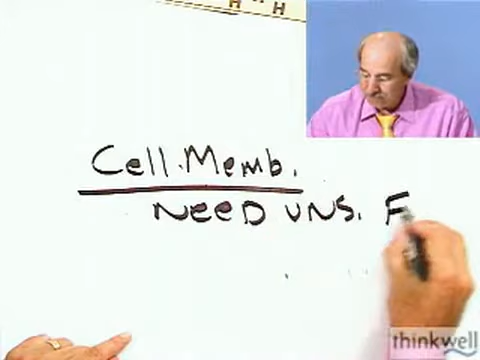 H H
Cell. Memb.
NEED UNS. F
thinkwell